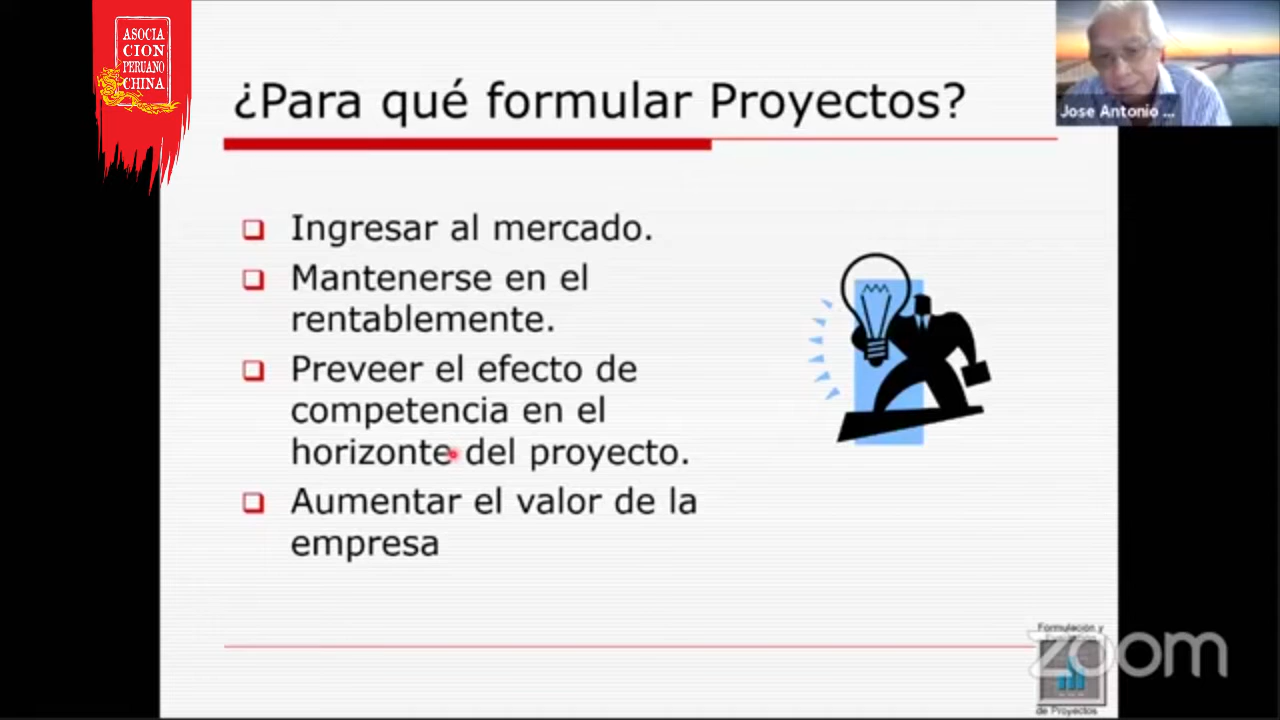 ASOCIA
CION
PERUANO
CHINA
¿Para qué formular Proyectos?
Jose Antonio ...
Ingresar al mercado.
Mantenerse en el
rentablemente.
Preveer el efecto de
competencia en el
horizonte del proyecto.
Aumentar el valor de la
empresa
Formulación y
zoom
de Proyectos